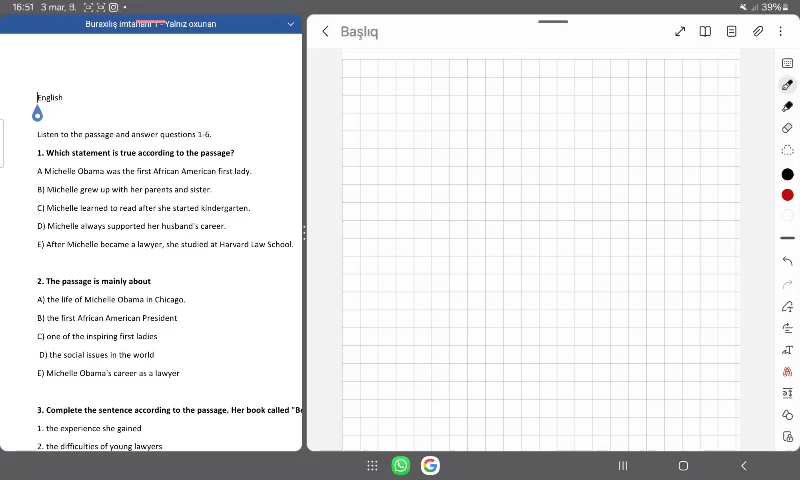 16:51 3 mar, B.
39%
Buraxılış imtahanı 1 - Yalnız oxunan
Başlıq
English
Listen to the passage and answer questions 1-6.
1. Which statement is true according to the passage?
A Michelle Obama was the first African American first lady.
B) Michelle grew up with her parents and sister.
C) Michelle learned to read after she started kindergarten.
D) Michelle always supported her husband's career.
E) After Michelle became a lawyer, she studied at Harvard Law School.
2. The passage is mainly about
A) the life of Michelle Obama in Chicago.
B) the first African American President
C) one of the inspiring first ladies
D) the social issues in the world
E) Michelle Obama's career as a lawyer
3. Complete the sentence according to the passage. Her book called "Be
1. the experience she gained
2. the difficulties of young lawyers